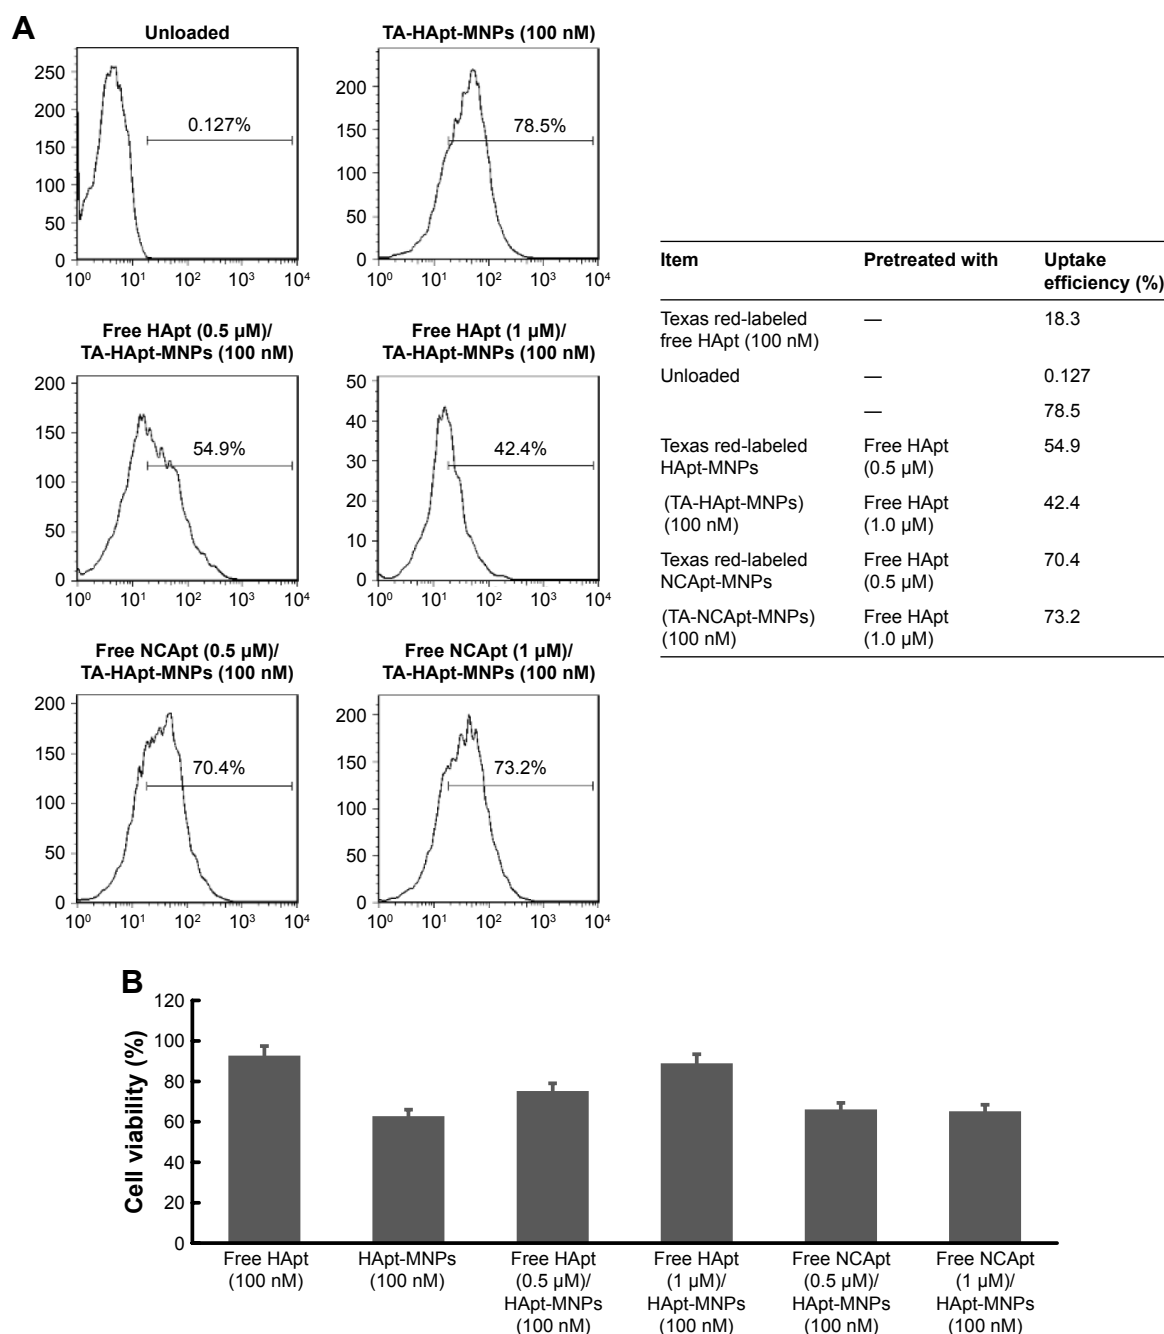 A
Unloaded
250
200
150
100
50
0
0.127%
10⁰ 10¹ 10² 10³ 10⁴
TA-HApt-MNPs (100 nM)
200
150
100
50
0
78.5%
10⁰ 10¹ 10² 10³ 10⁴
Free HApt (0.5 µM)/
TA-HApt-MNPs (100 nM)
200
150
100
50
0
54.9%
10⁰ 10¹ 10² 10³ 10⁴
Free HApt (1 µM)/
TA-HApt-MNPs (100 nM)
50
40
30
20
10
0
42.4%
10⁰ 10¹ 10² 10³ 10⁴
Free NCApt (0.5 µM)/
TA-HApt-MNPs (100 nM)
200
150
100
50
0
70.4%
10⁰ 10¹ 10² 10³ 10⁴
Free NCApt (1 µM)/
TA-HApt-MNPs (100 nM)
200
150
100
50
0
73.2%
10⁰ 10¹ 10² 10³ 10⁴
Item Pretreated with Uptake
efficiency (%)
Texas red-labeled — 18.3
free HApt (100 nM)
Unloaded — 0.127
— 78.5
Texas red-labeled Free HApt 54.9
HApt-MNPs (0.5 µM)
(TA-HApt-MNPs) Free HApt 42.4
(100 nM) (1.0 µM)
Texas red-labeled Free HApt 70.4
NCApt-MNPs (0.5 µM)
(TA-NCApt-MNPs) Free HApt 73.2
(100 nM) (1.0 µM)
B
Cell viability (%)
120
100
80
60
40
20
0
Free HApt
(100 nM)
HApt-MNPs
(100 nM)
Free HApt
(0.5 µM)/
HApt-MNPs
(100 nM)
Free HApt
(1 µM)/
HApt-MNPs
(100 nM)
Free NCApt
(0.5 µM)/
HApt-MNPs
(100 nM)
Free NCApt
(1 µM)/
HApt-MNPs
(100 nM)